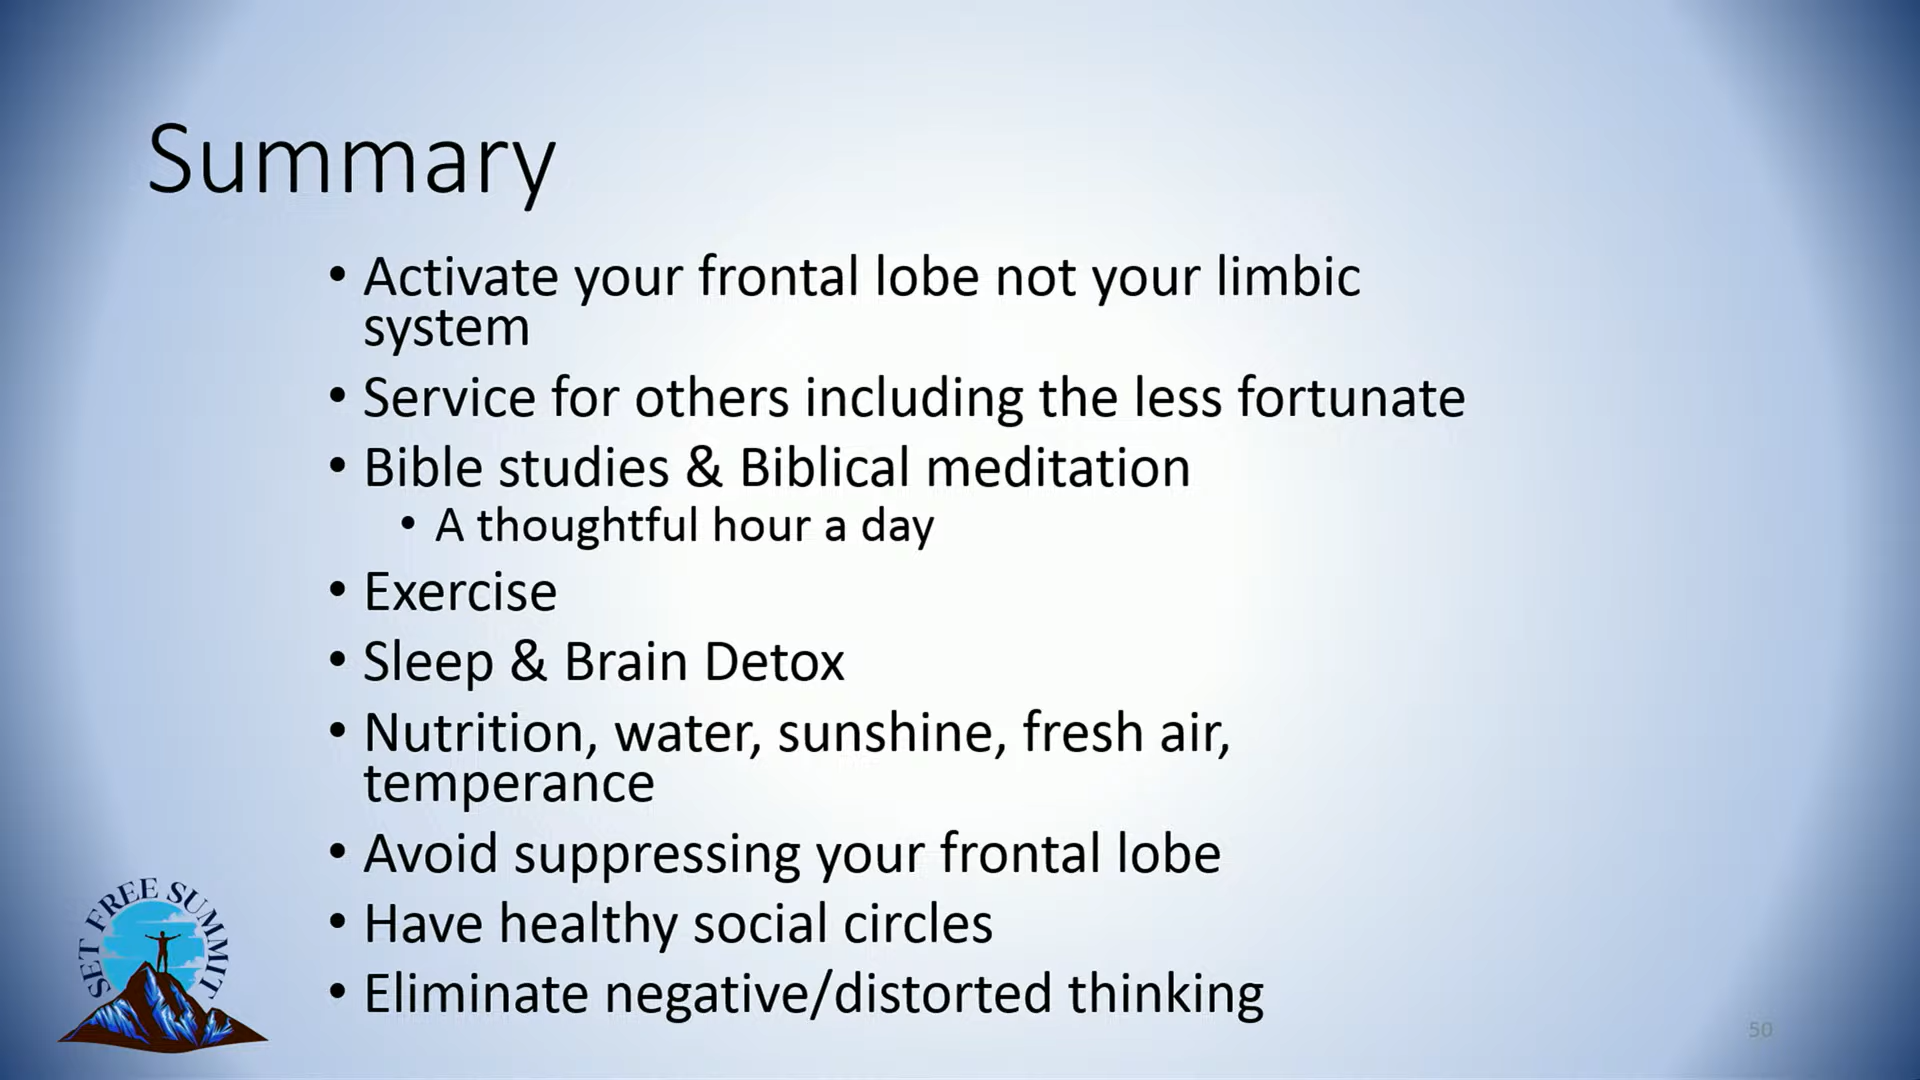 Summary
• Activate your frontal lobe not your limbic
system
• Service for others including the less fortunate
• Bible studies & Biblical meditation
• A thoughtful hour a day
• Exercise
• Sleep & Brain Detox
• Nutrition, water, sunshine, fresh air,
temperance
• Avoid suppressing your frontal lobe
• Have healthy social circles
• Eliminate negative/distorted thinking
SET FREE SUMMIT
50